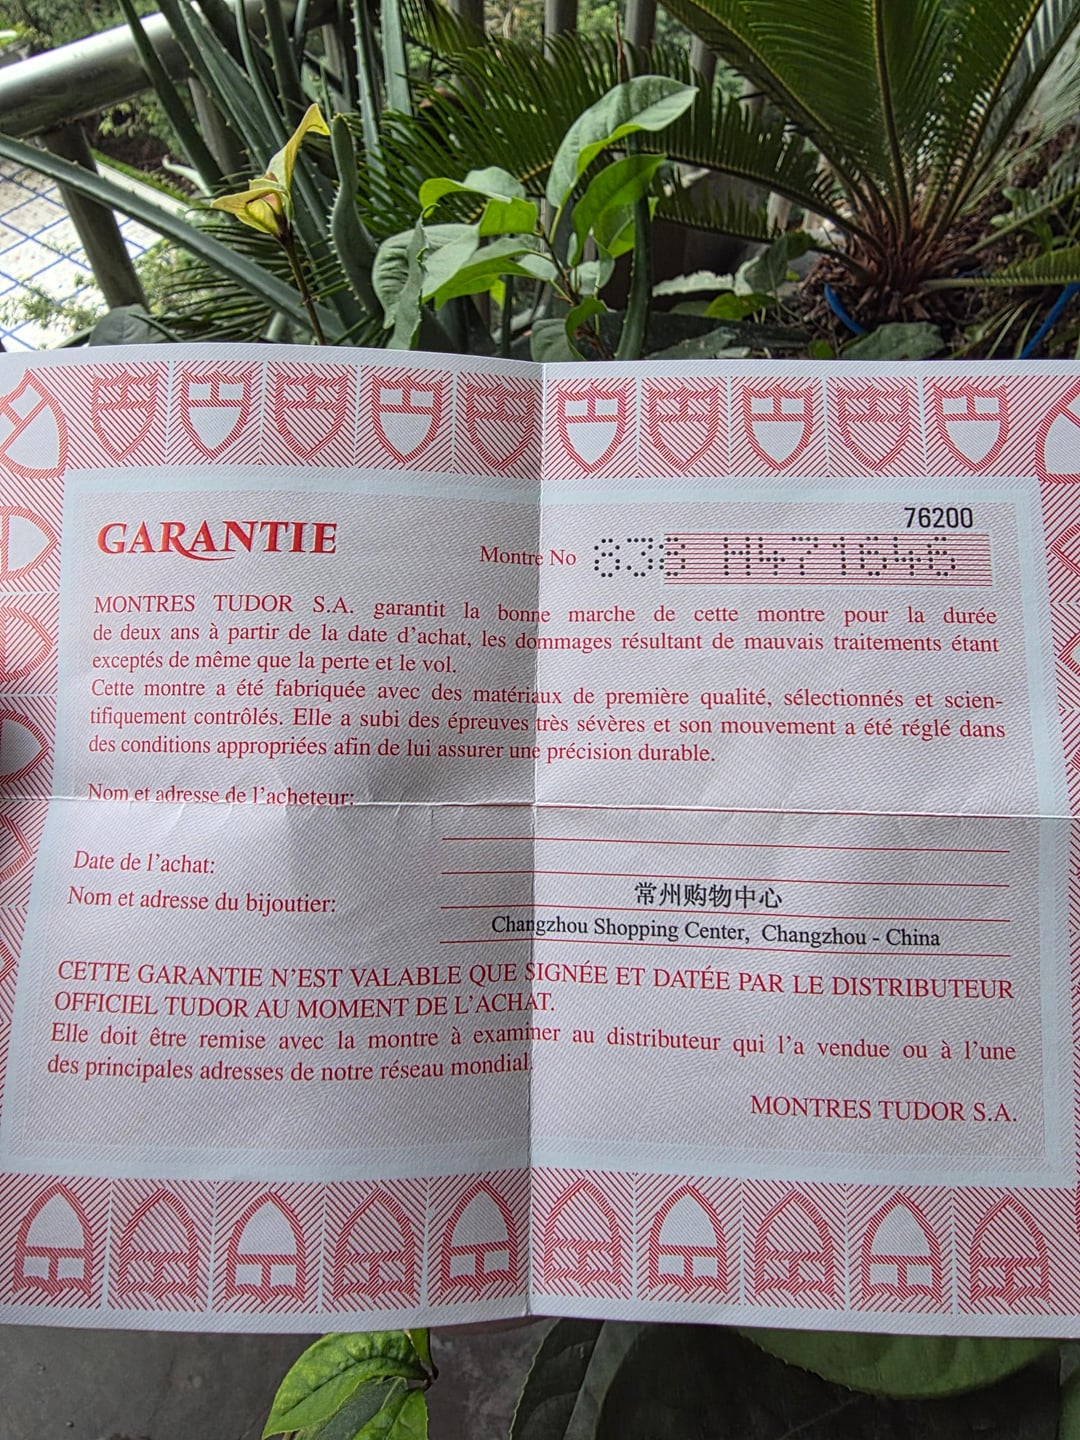 GARANTIE
76200
Montre No 838 H471646
MONTRES TUDOR S.A. garantit la bonne marche de cette montre pour la durée
de deux ans à partir de la date d'achat, les dommages résultant de mauvais traitements étant
exceptés de même que la perte et le vol.
Cette montre a été fabriquée avec des matériaux de première qualité, sélectionnés et scien-
tifiquement contrôlés. Elle a subi des épreuves très sévères et son mouvement a été réglé dans
des conditions appropriées afin de lui assurer une précision durable.
Nom et adresse de l'acheteur:
Date de l'achat:
Nom et adresse du bijoutier:
常州购物中心
Changzhou Shopping Center, Changzhou - China
CETTE GARANTIE N'EST VALABLE QUE SIGNÉE ET DATÉE PAR LE DISTRIBUTEUR
OFFICIEL TUDOR AU MOMENT DE L'ACHAT.
Elle doit être remise avec la montre à examiner au distributeur qui l'a vendue ou à l'une
des principales adresses de notre réseau mondial.
MONTRES TUDOR S.A.